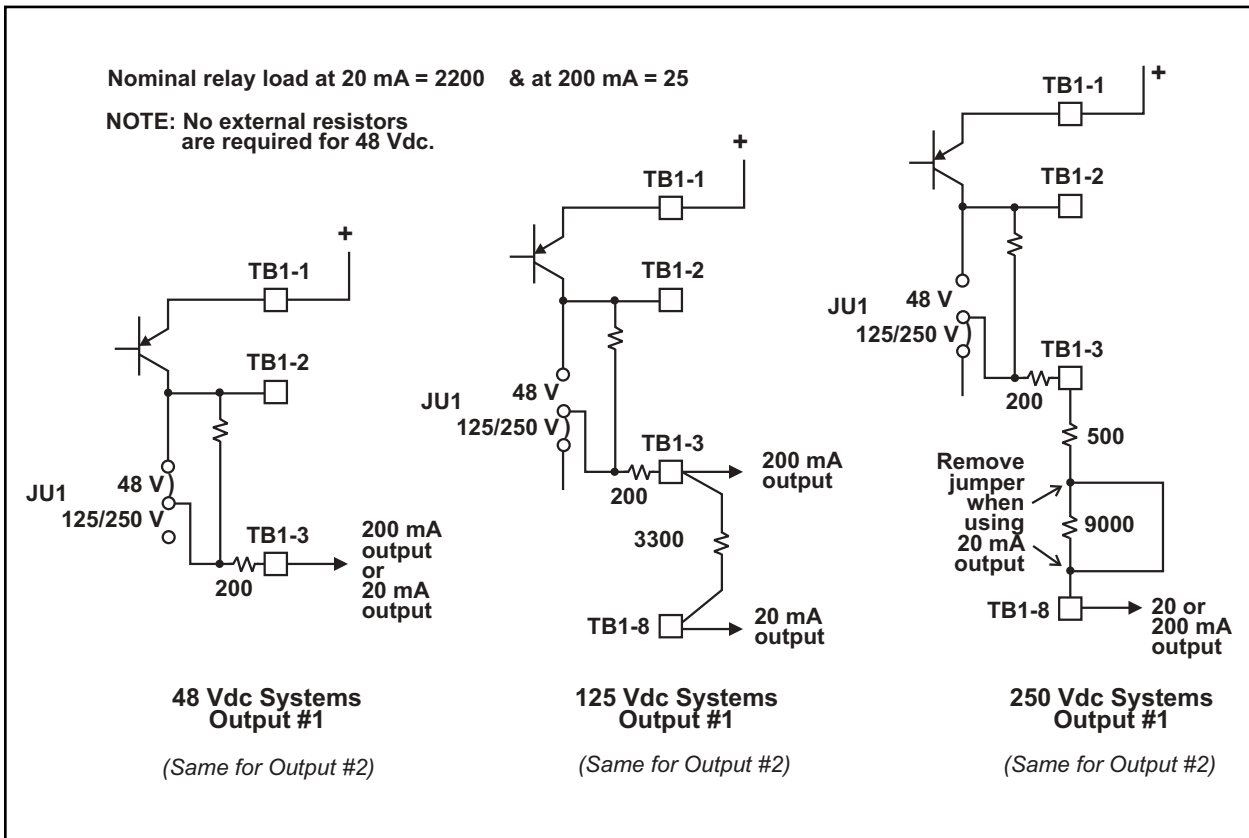 Nominal relay load at 20 mA = 2200 & at 200 mA = 25
NOTE: No external resistors
are required for 48 Vdc.
+
TB1-1
TB1-2
JU1
48 V
125/250 V
TB1-3
200
200 mA
output
or
20 mA
output
48 Vdc Systems
Output #1
(Same for Output #2)
+
TB1-1
TB1-2
JU1
48 V
125/250 V
TB1-3
200
200 mA
output
3300
TB1-8
20 mA
output
125 Vdc Systems
Output #1
(Same for Output #2)
+
TB1-1
TB1-2
JU1
48 V
125/250 V
TB1-3
200
500
Remove
jumper
when
using
20 mA
output
9000
TB1-8
20 or
200 mA
output
250 Vdc Systems
Output #1
(Same for Output #2)